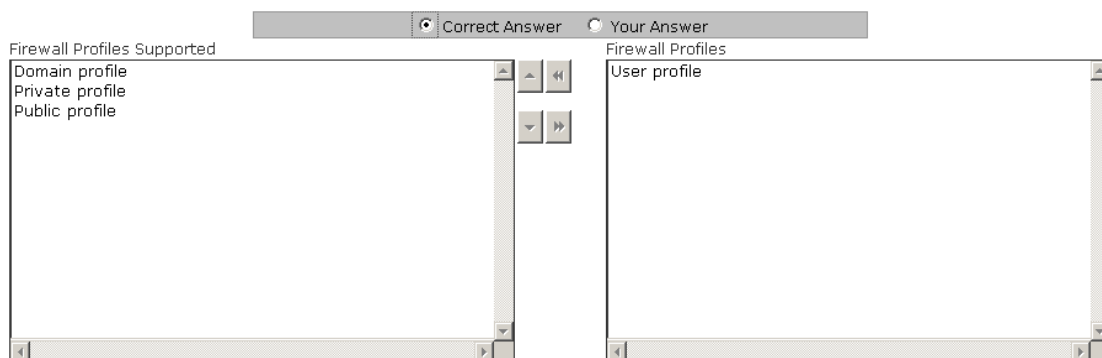 Correct Answer Your Answer
Firewall Profiles Supported
Domain profile
Private profile
Public profile
Firewall Profiles
User profile